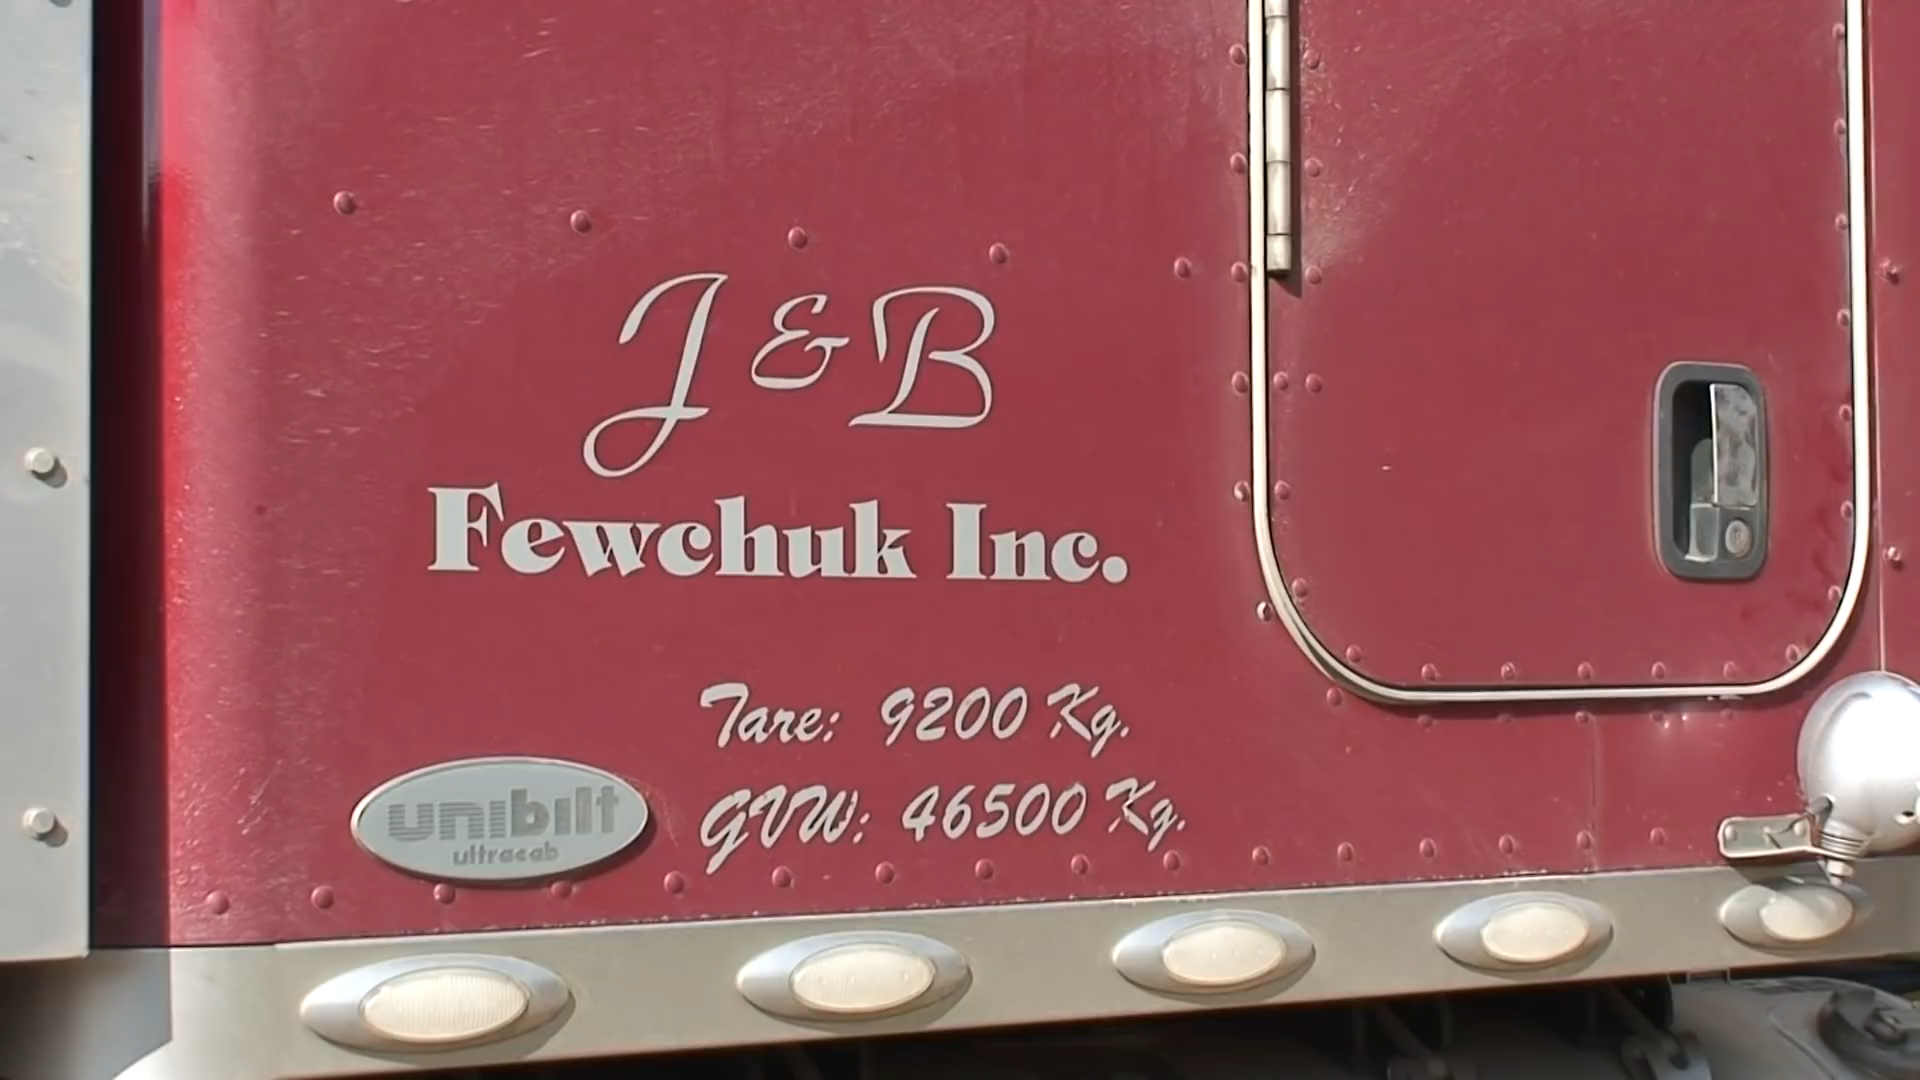 J & B
Fewchuk Inc.
Tare: 9200 Kg.
GVW: 46500 Kg.
unibilt
ultracab